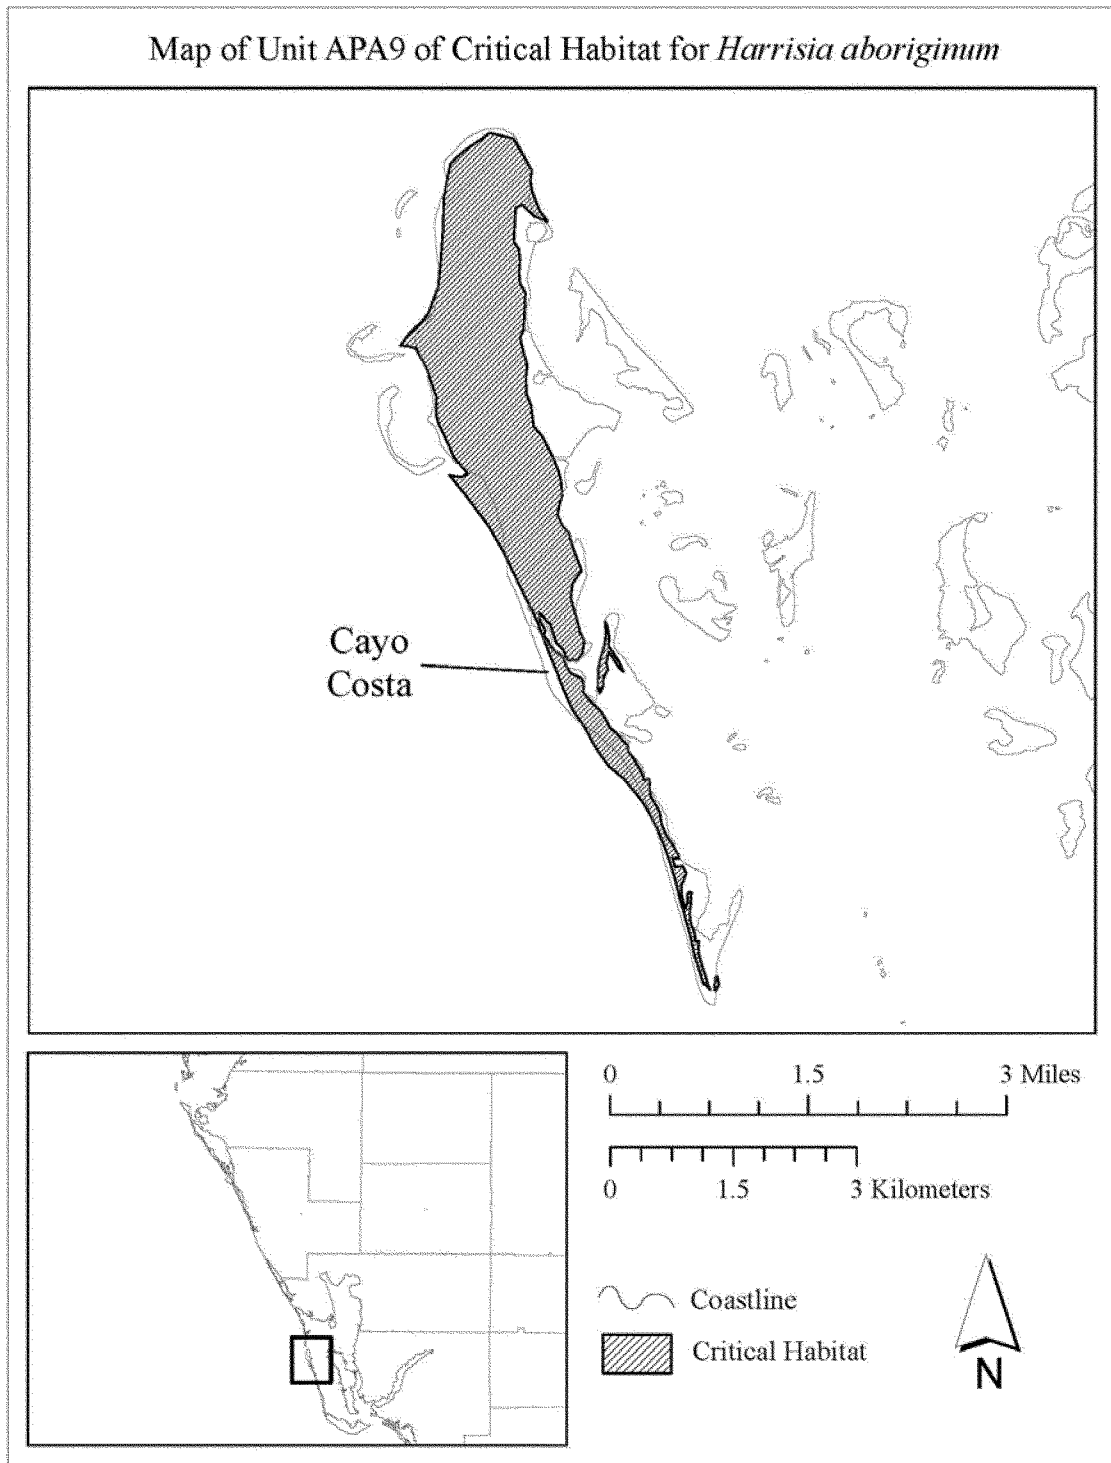 Map of Unit APA9 of Critical Habitat for Harrisia aboriginum
Cayo
Costa
0 1.5 3 Miles
0 1.5 3 Kilometers
Coastline
Critical Habitat
N